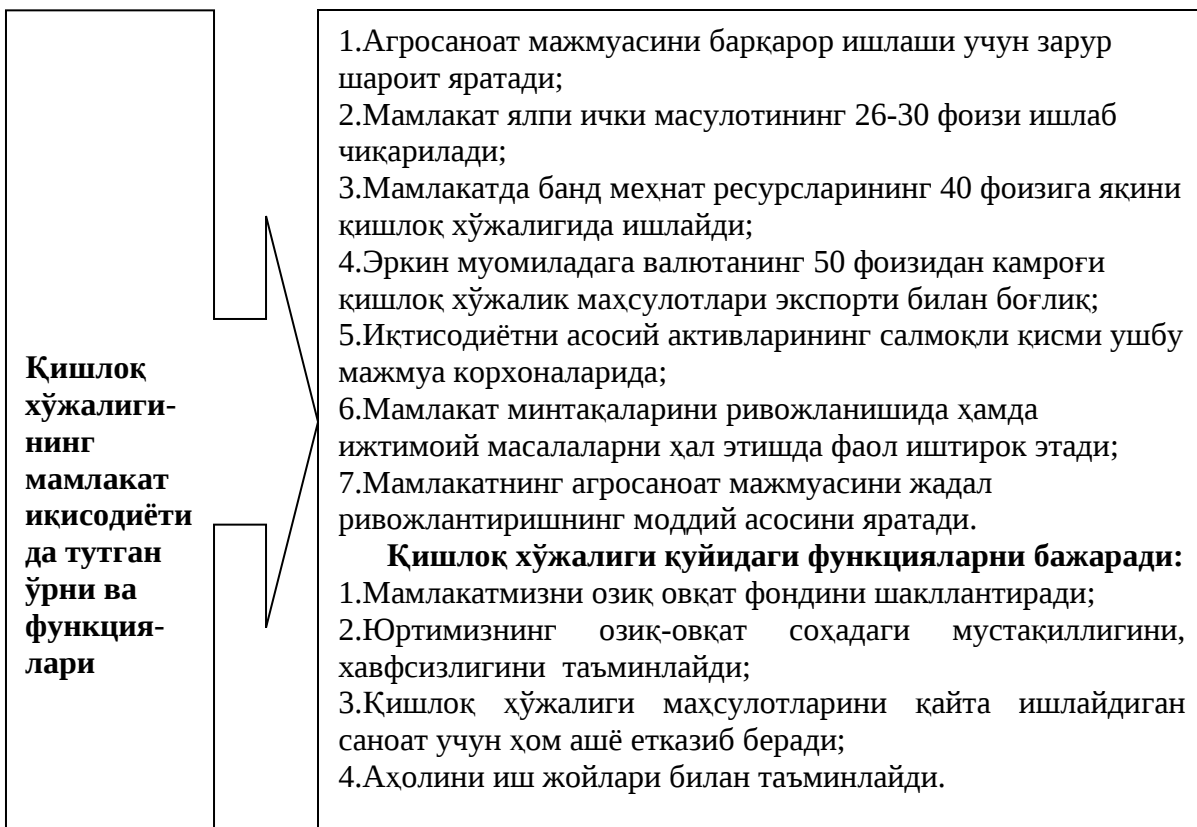 Қишлоқ
хўжалиги-
нинг
мамлакат
иқисодиёти
да тутган
ўрни ва
функция-
лари
1.Агросаноат мажмуасини барқарор ишлаши учун зарур
шароит яратади;
2.Мамлакат ялпи ички масулотининг 26-30 фоизи ишлаб
чиқарилади;
3.Мамлакатда банд меҳнат ресурсларининг 40 фоизига яқини
қишлоқ хўжалигида ишлайди;
4.Эркин муомиладага валютанинг 50 фоизидан камроғи
қишлоқ хўжалик маҳсулотлари экспорти билан боғлиқ;
5.Иқтисодиётни асосий активларининг салмоқли қисми ушбу
мажмуа корхоналарида;
6.Мамлакат минтақаларини ривожланишида ҳамда
ижтимоий масалаларни ҳал этишда фаол иштирок этади;
7.Мамлакатнинг агросаноат мажмуасини жадал
ривожлантиришнинг моддий асосини яратади.
Қишлоқ хўжалиги қуйидаги функцияларни бажаради:
1.Мамлакатмизни озиқ овқат фондини шакллантиради;
2.Юртимизнинг озиқ-овқат соҳадаги мустақиллигини,
хавфсизлигини таъминлайди;
3.Қишлоқ ҳўжалиги маҳсулотларини қайта ишлайдиган
саноат учун ҳом ашё етказиб беради;
4.Аҳолини иш жойлари билан таъминлайди.